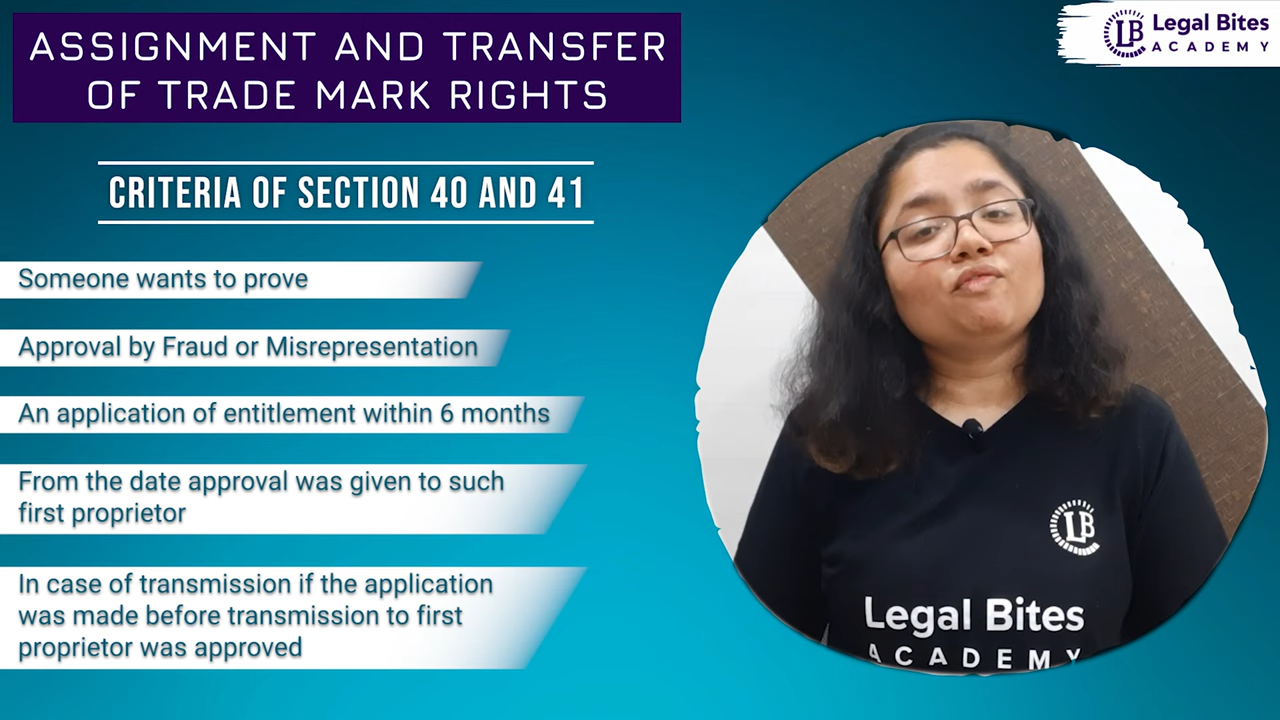 ASSIGNMENT AND TRANSFER
OF TRADE MARK RIGHTS
LB
Legal Bites
ACADEMY
CRITERIA OF SECTION 40 AND 41
Someone wants to prove
Approval by Fraud or Misrepresentation
An application of entitlement within 6 months
From the date approval was given to such
first proprietor
In case of transmission if the application
was made before transmission to first
proprietor was approved
LB
Legal Bites
ACADEMY